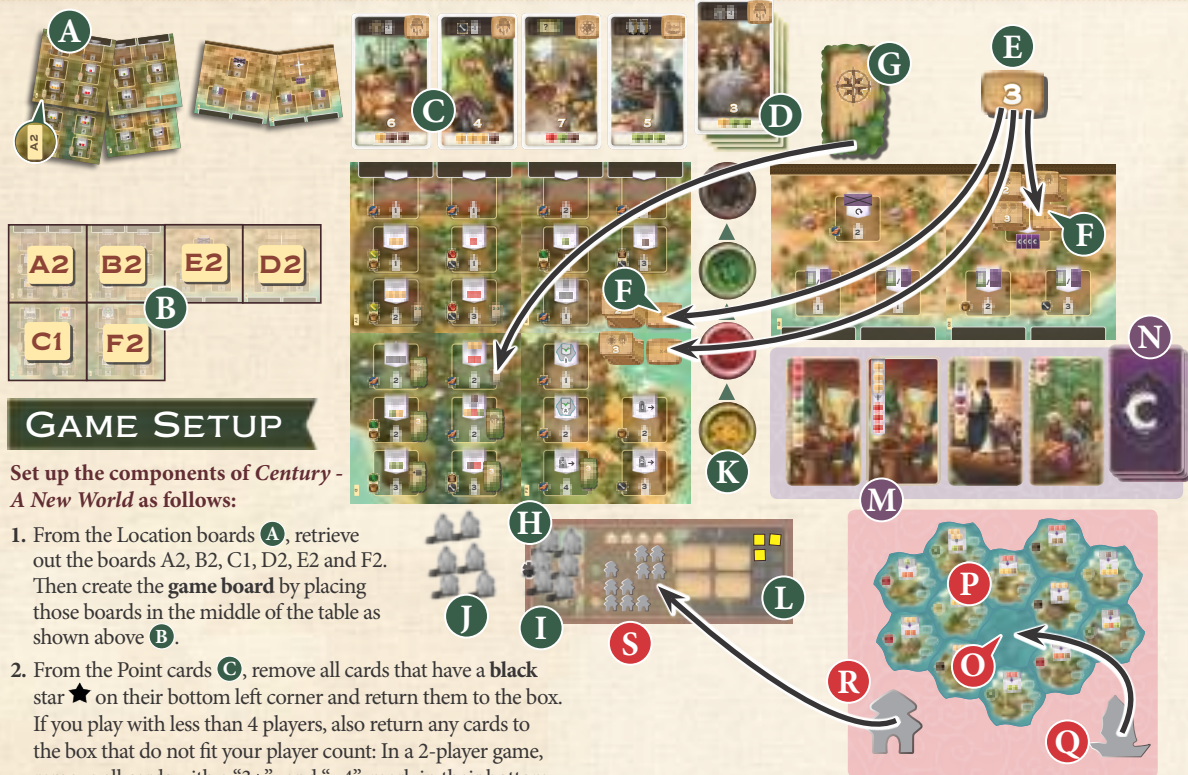 A
A2
C
6
4
7
5
3
D
G
E
3
F
F
A2
B2
E2
D2
C1
F2
B
K
N
C
M
GAME SETUP
Set up the components of Century -
A New World as follows:
1. From the Location boards A, retrieve
out the boards A2, B2, C1, D2, E2 and F2.
Then create the game board by placing
those boards in the middle of the table as
shown above B.
2. From the Point cards C, remove all cards that have a black
star ★ on their bottom left corner and return them to the box.
If you play with less than 4 players, also return any cards to
the box that do not fit your player count: In a 2-player game,
H
J
I
S
L
P
O
R
Q